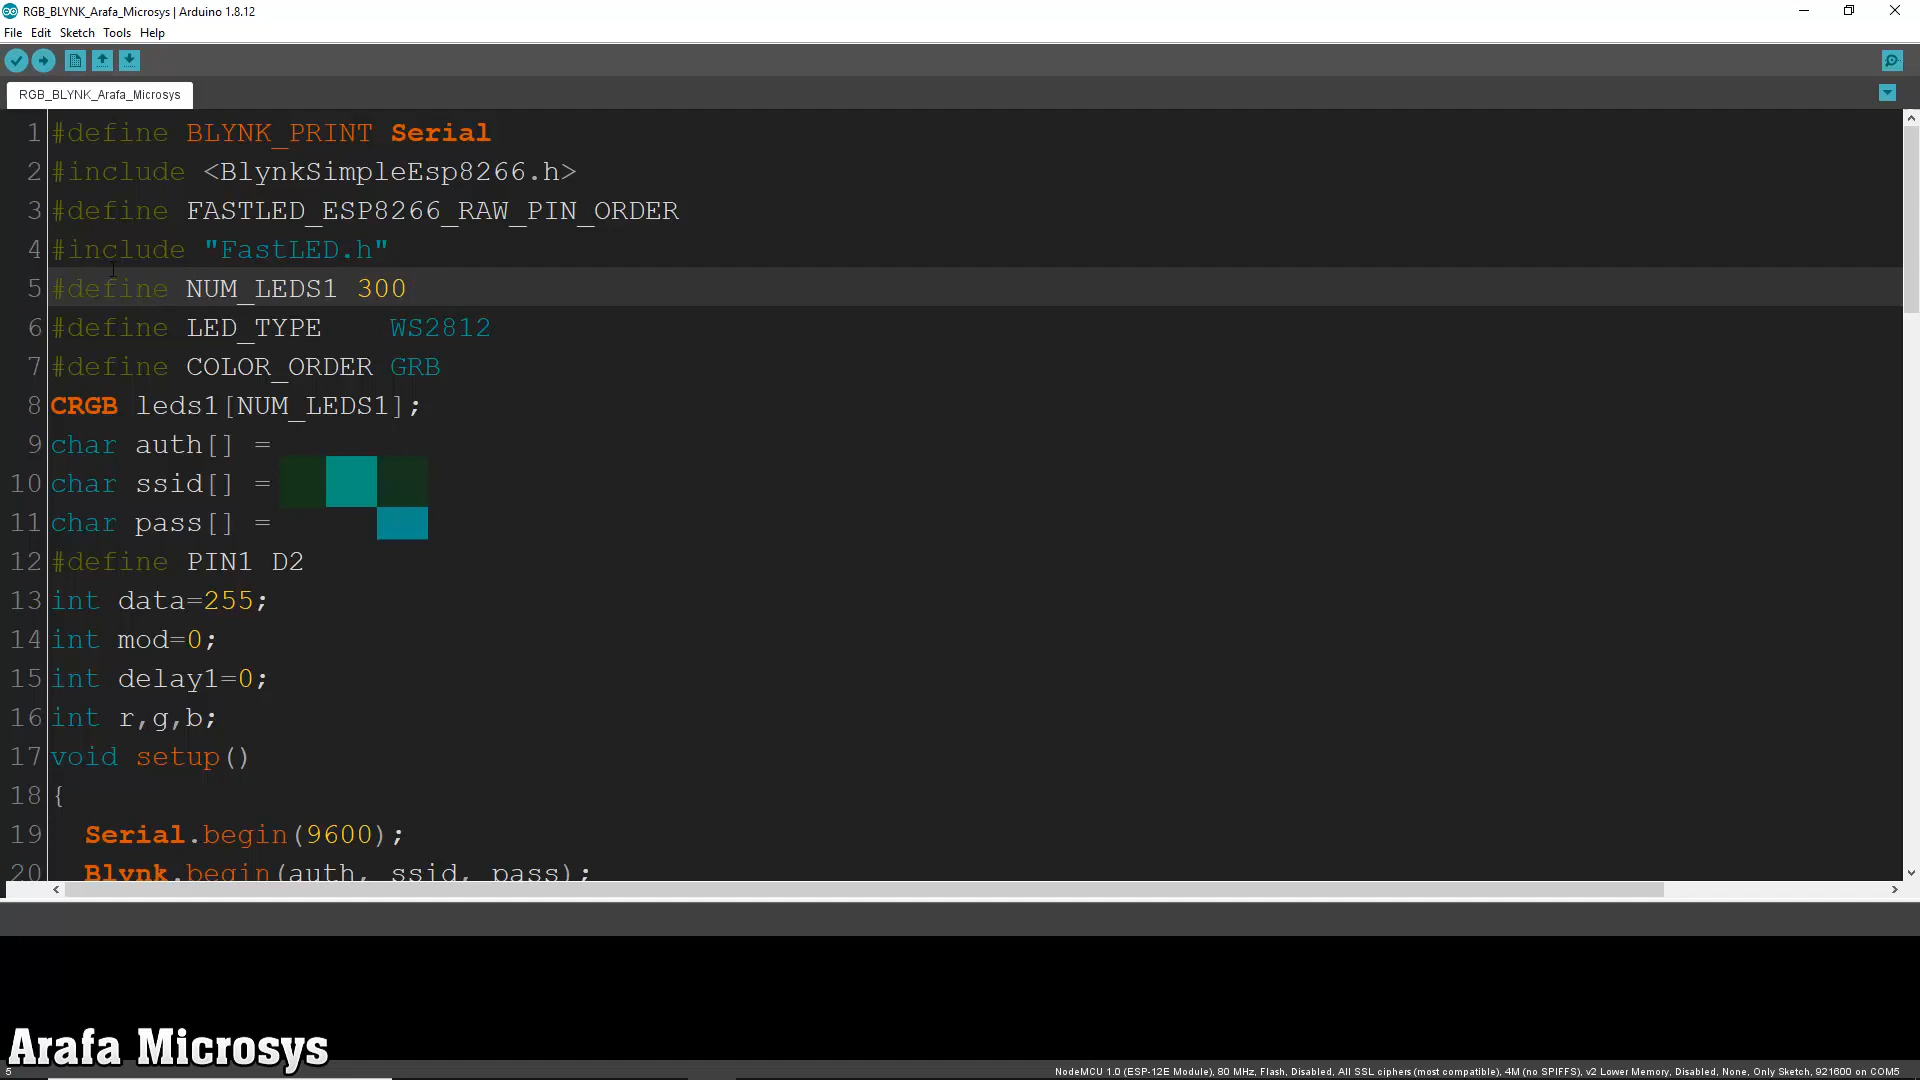 RGB_BLYNK_Arafa_Microsys | Arduino 1.8.12
File Edit Sketch Tools Help
RGB_BLYNK_Arafa_Microsys
1 #define BLYNK_PRINT Serial
2 #include <BlynkSimpleEsp8266.h>
3 #define FASTLED_ESP8266_RAW_PIN_ORDER
4 #include "FastLED.h"
5 #define NUM_LEDS1 300
6 #define LED_TYPE    WS2812
7 #define COLOR_ORDER GRB
8 CRGB leds1[NUM_LEDS1];
9 char auth[] =
10 char ssid[] =
11 char pass[] =
12 #define PIN1 D2
13 int data=255;
14 int mod=0;
15 int delay1=0;
16 int r,g,b;
17 void setup()
18 {
19   Serial.begin(9600);
20   Blynk.begin(auth, ssid, pass);
Arafa Microsys
5
NodeMCU 1.0 (ESP-12E Module), 80 MHz, Flash, Disabled, All SSL ciphers (most compatible), 4M (no SPIFFS), v2 Lower Memory, Disabled, None, Only Sketch, 921600 on COM5